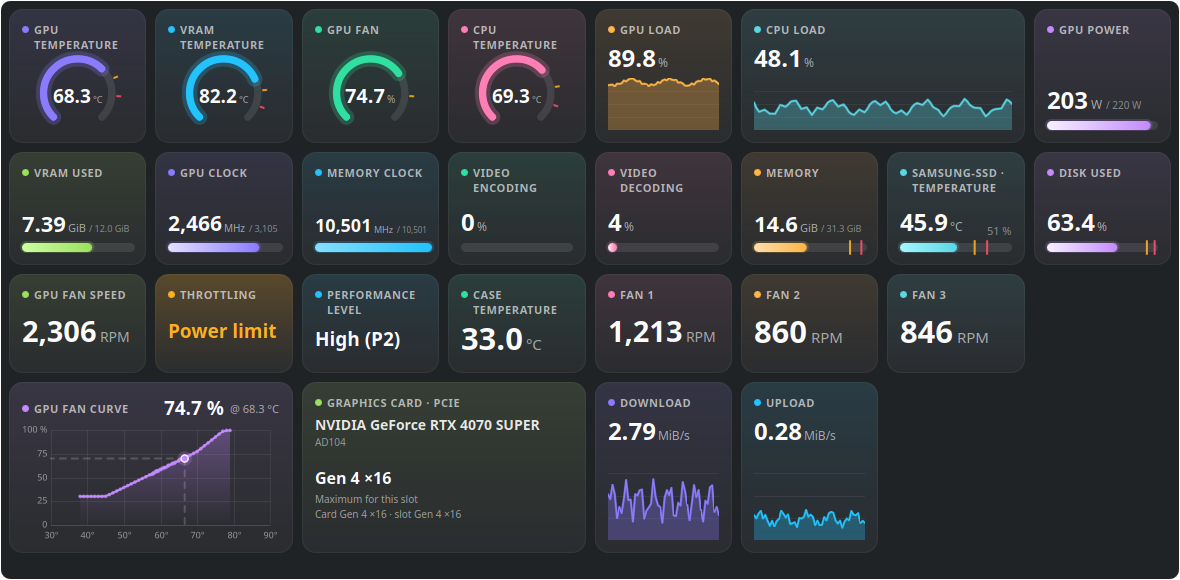 GPU
TEMPERATURE
68.3 °C
VRAM
TEMPERATURE
82.2 °C
GPU FAN
74.7 %
CPU
TEMPERATURE
69.3 °C
GPU LOAD
89.8 %
CPU LOAD
48.1 %
GPU POWER
203 W / 220 W
VRAM USED
7.39 GiB / 12.0 GiB
GPU CLOCK
2,466 MHz / 3,105
MEMORY CLOCK
10,501 MHz / 10,501
VIDEO
ENCODING
0 %
VIDEO
DECODING
4 %
MEMORY
14.6 GiB / 31.3 GiB
SAMSUNG-SSD ·
TEMPERATURE
45.9 °C
51 %
DISK USED
63.4 %
GPU FAN SPEED
2,306 RPM
THROTTLING
Power limit
PERFORMANCE
LEVEL
High (P2)
CASE
TEMPERATURE
33.0 °C
FAN 1
1,213 RPM
FAN 2
860 RPM
FAN 3
846 RPM
GPU FAN CURVE
74.7 % @ 68.3 °C
100 %
75
50
25
0
30° 40° 50° 60° 70° 80° 90°
GRAPHICS CARD · PCIE
NVIDIA GeForce RTX 4070 SUPER
AD104
Gen 4 ×16
Maximum for this slot
Card Gen 4 ×16 · slot Gen 4 ×16
DOWNLOAD
2.79 MiB/s
UPLOAD
0.28 MiB/s